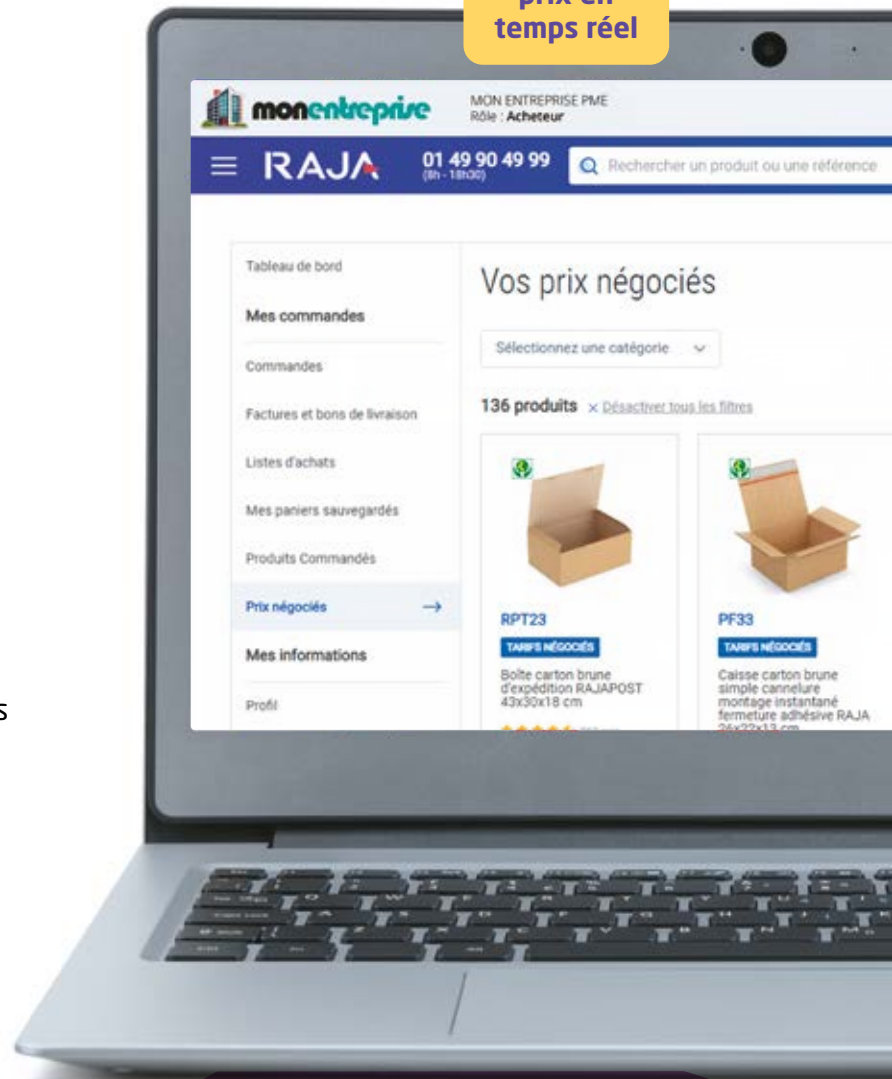 prix en
temps réel
monentreprise
MON ENTREPRISE PME
Rôle : Acheteur
RAJA
01 49 90 49 99
(8h - 18h30)
Rechercher un produit ou une référence
Tableau de bord
Mes commandes
Commandes
Factures et bons de livraison
Listes d'achats
Mes paniers sauvegardés
Produits Commandés
Prix négociés
Mes informations
Profil
Vos prix négociés
Sélectionnez une catégorie
136 produits × Désactiver tous les filtres
RPT23
TARIFS NÉGOCIÉS
Boîte carton brune
d'expédition RAJAPOST
43x30x18 cm
PF33
TARIFS NÉGOCIÉS
Caisse carton brune
simple cannelure
montage instantané
fermeture adhésive RAJA
26x22x13 cm
s